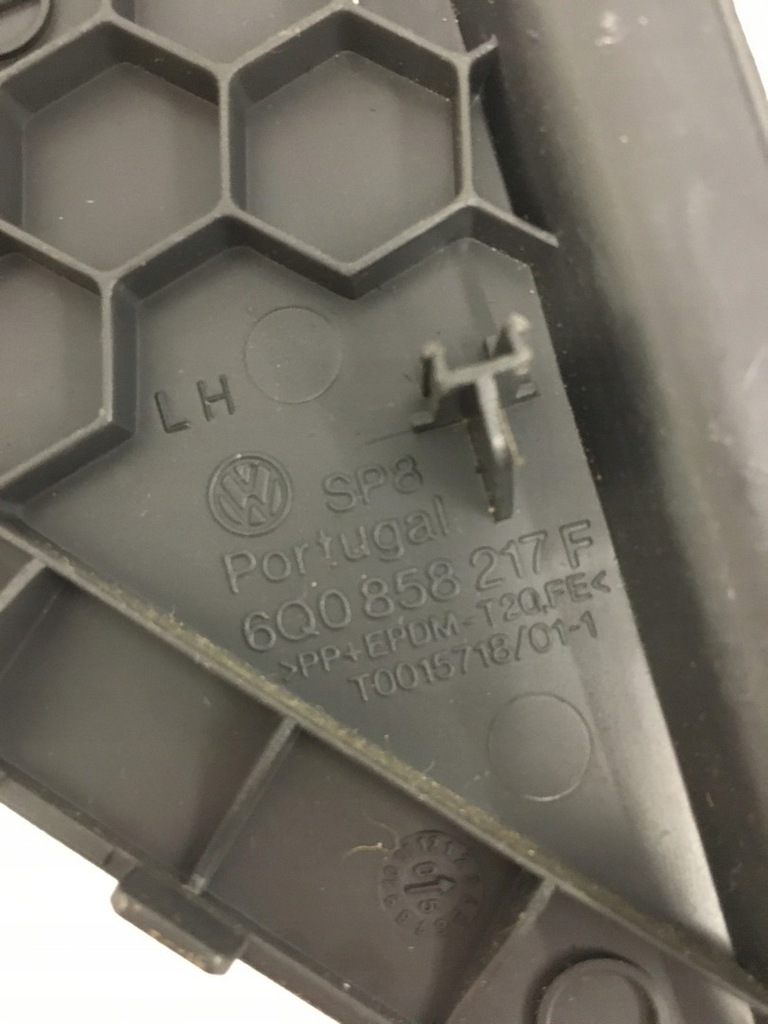 LH
SP8
Portugal
6Q0 858 217 F
>PP+EPDM-T20,FE<
T0015718/01-1